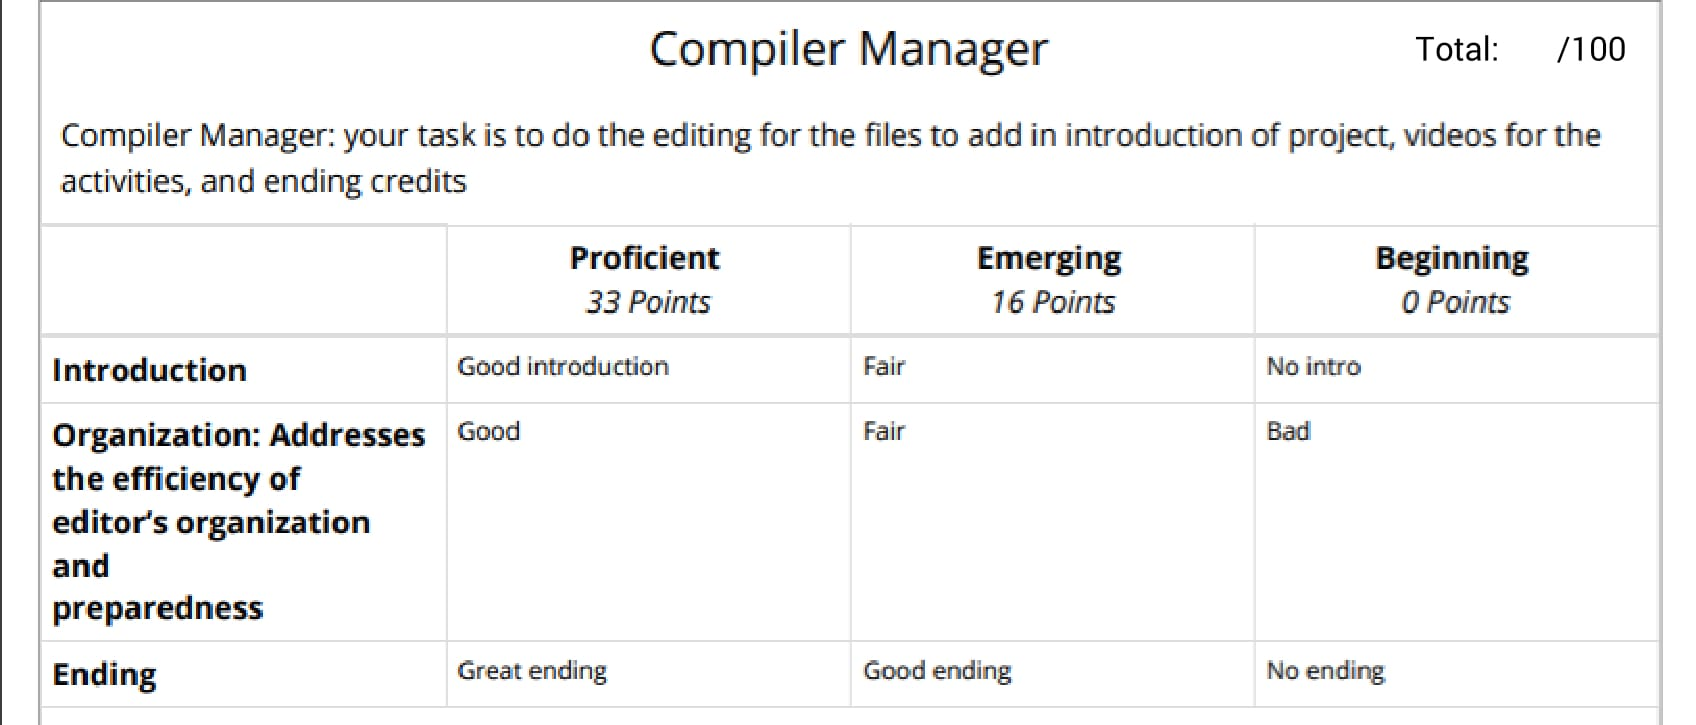 Compiler Manager
Total: /100
Compiler Manager: your task is to do the editing for the files to add in introduction of project, videos for the
activities, and ending credits
Proficient Emerging Beginning
33 Points 16 Points 0 Points
Introduction Good introduction Fair No intro
Organization: Addresses Good Fair Bad
the efficiency of
editor's organization
and
preparedness
Ending Great ending Good ending No ending